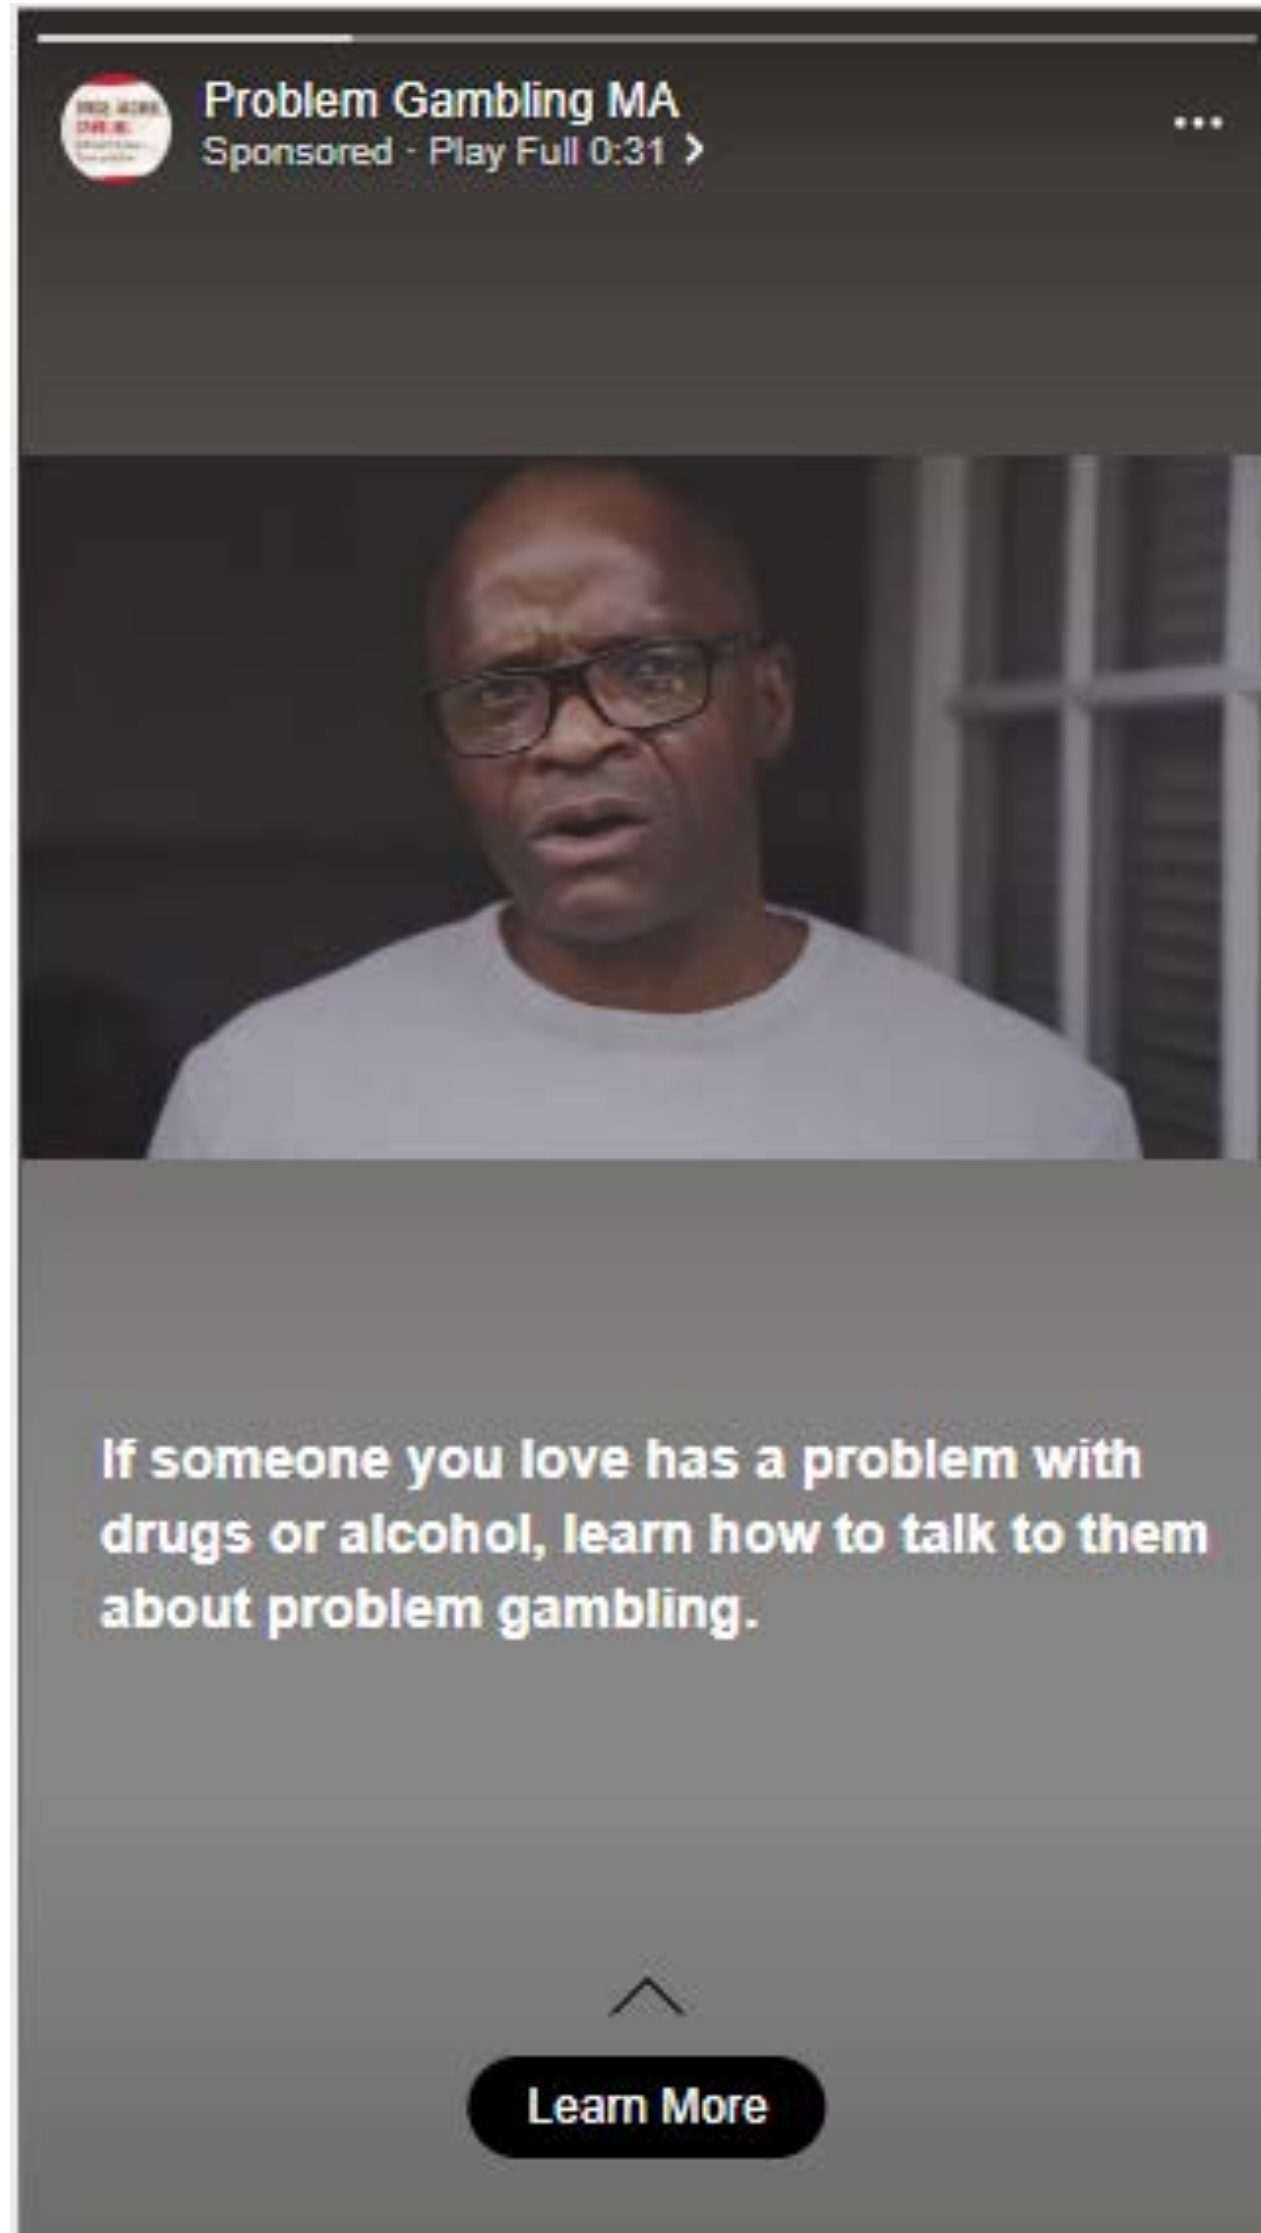 Problem Gambling MA
Sponsored · Play Full 0:31 >
If someone you love has a problem with
drugs or alcohol, learn how to talk to them
about problem gambling.
Learn More